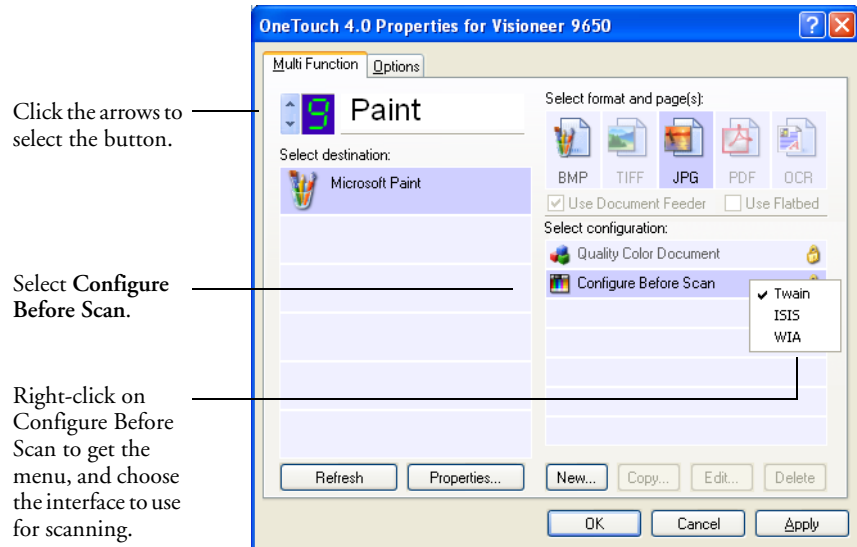 OneTouch 4.0 Properties for Visioneer 9650
Multi Function
Options
Click the arrows to
select the button.
9
Paint
Select destination:
Microsoft Paint
Select format and page(s):
BMP
TIFF
JPG
PDF
OCR
Use Document Feeder
Use Flatbed
Select configuration:
Quality Color Document
Configure Before Scan
Twain
ISIS
WIA
Select Configure
Before Scan.
Right-click on
Configure Before
Scan to get the
menu, and choose
the interface to use
for scanning.
Refresh
Properties...
New...
Copy...
Edit...
Delete
OK
Cancel
Apply